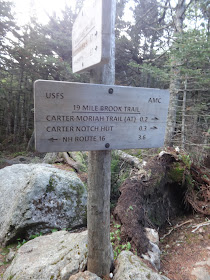 USFS AMC
19 MILE BROOK TRAIL
CARTER MORIAH TRAIL (AT) 0.2 →
CARTER NOTCH HUT 0.3 →
← NH ROUTE 16 3.6